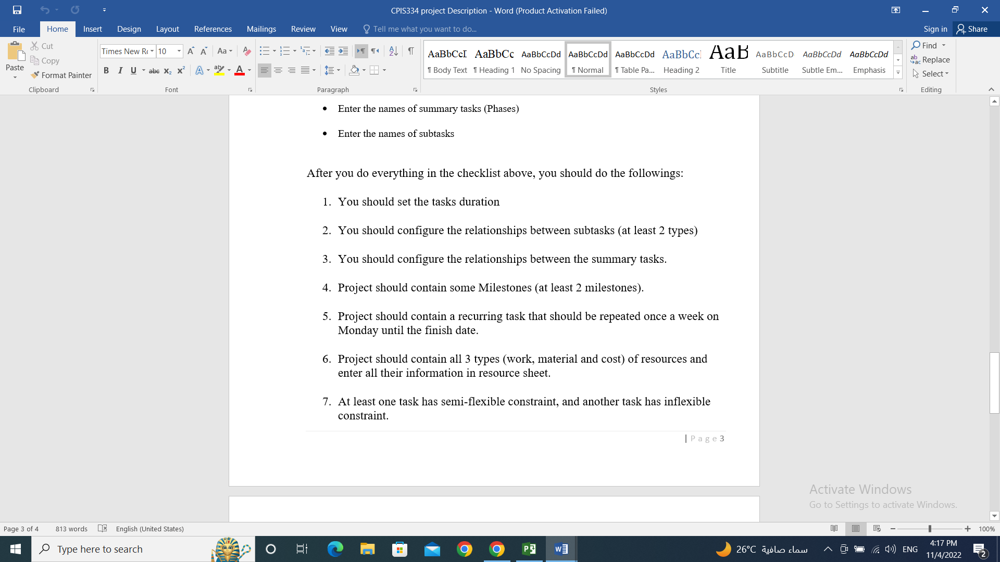 CPIS334 project Description - Word (Product Activation Failed)
File Home Insert Design Layout References Mailings Review View Tell me what you want to do... Sign in Share
Paste
Cut
Copy
Format Painter
Clipboard
Times New Ro 10 Aa
B I U abc x₂ x² A ab A
Font
Paragraph
AaBbCcI AaBbCc AaBbCcDd AaBbCcDd AaBbCcDd AaBbCcl AaB AaBbCcD AaBbCcDd AaBbCcDd
¶ Body Text ¶ Heading 1 No Spacing ¶ Normal ¶ Table Pa... Heading 2 Title Subtitle Subtle Em... Emphasis
Styles
Find
Replace
Select
Editing
• Enter the names of summary tasks (Phases)
• Enter the names of subtasks
After you do everything in the checklist above, you should do the followings:
1. You should set the tasks duration
2. You should configure the relationships between subtasks (at least 2 types)
3. You should configure the relationships between the summary tasks.
4. Project should contain some Milestones (at least 2 milestones).
5. Project should contain a recurring task that should be repeated once a week on
Monday until the finish date.
6. Project should contain all 3 types (work, material and cost) of resources and
enter all their information in resource sheet.
7. At least one task has semi-flexible constraint, and another task has inflexible
constraint.
| Page 3
Activate Windows
Go to Settings to activate Windows.
Page 3 of 4 813 words English (United States) 100%
Type here to search
26°C سماء صافية ENG
4:17 PM
11/4/2022
2